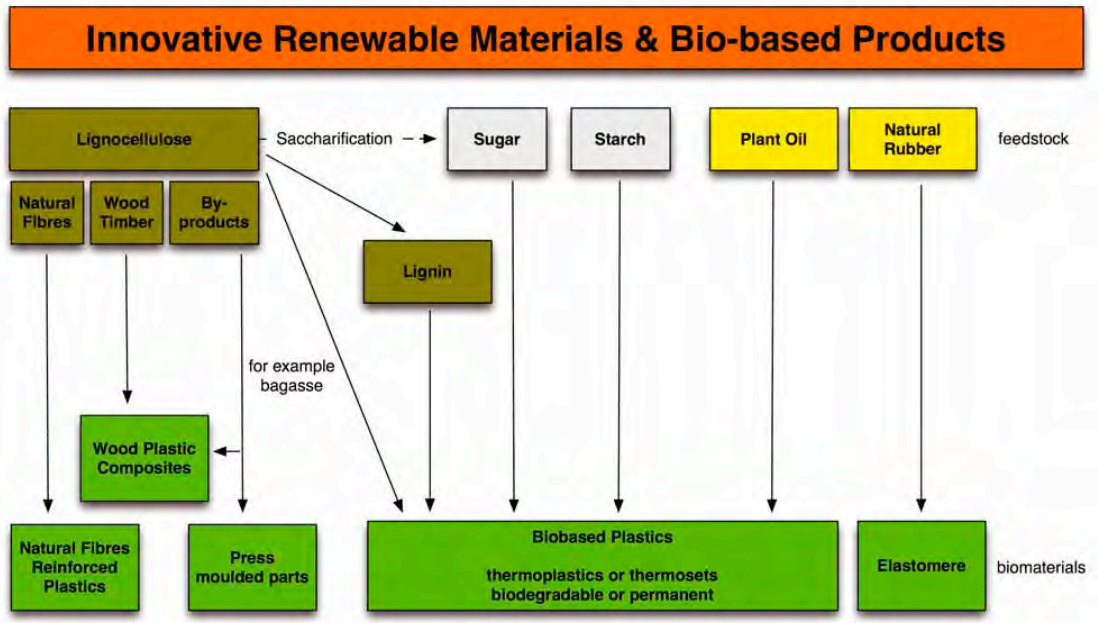 Innovative Renewable Materials & Bio-based Products
Lignocellulose
Saccharification
Sugar
Starch
Plant Oil
Natural
Rubber
feedstock
Natural
Fibres
Wood
Timber
By-
products
Lignin
for example
bagasse
Wood Plastic
Composites
Natural Fibres
Reinforced
Plastics
Press
moulded parts
Biobased Plastics
thermoplastics or thermosets
biodegradable or permanent
Elastomere
biomaterials